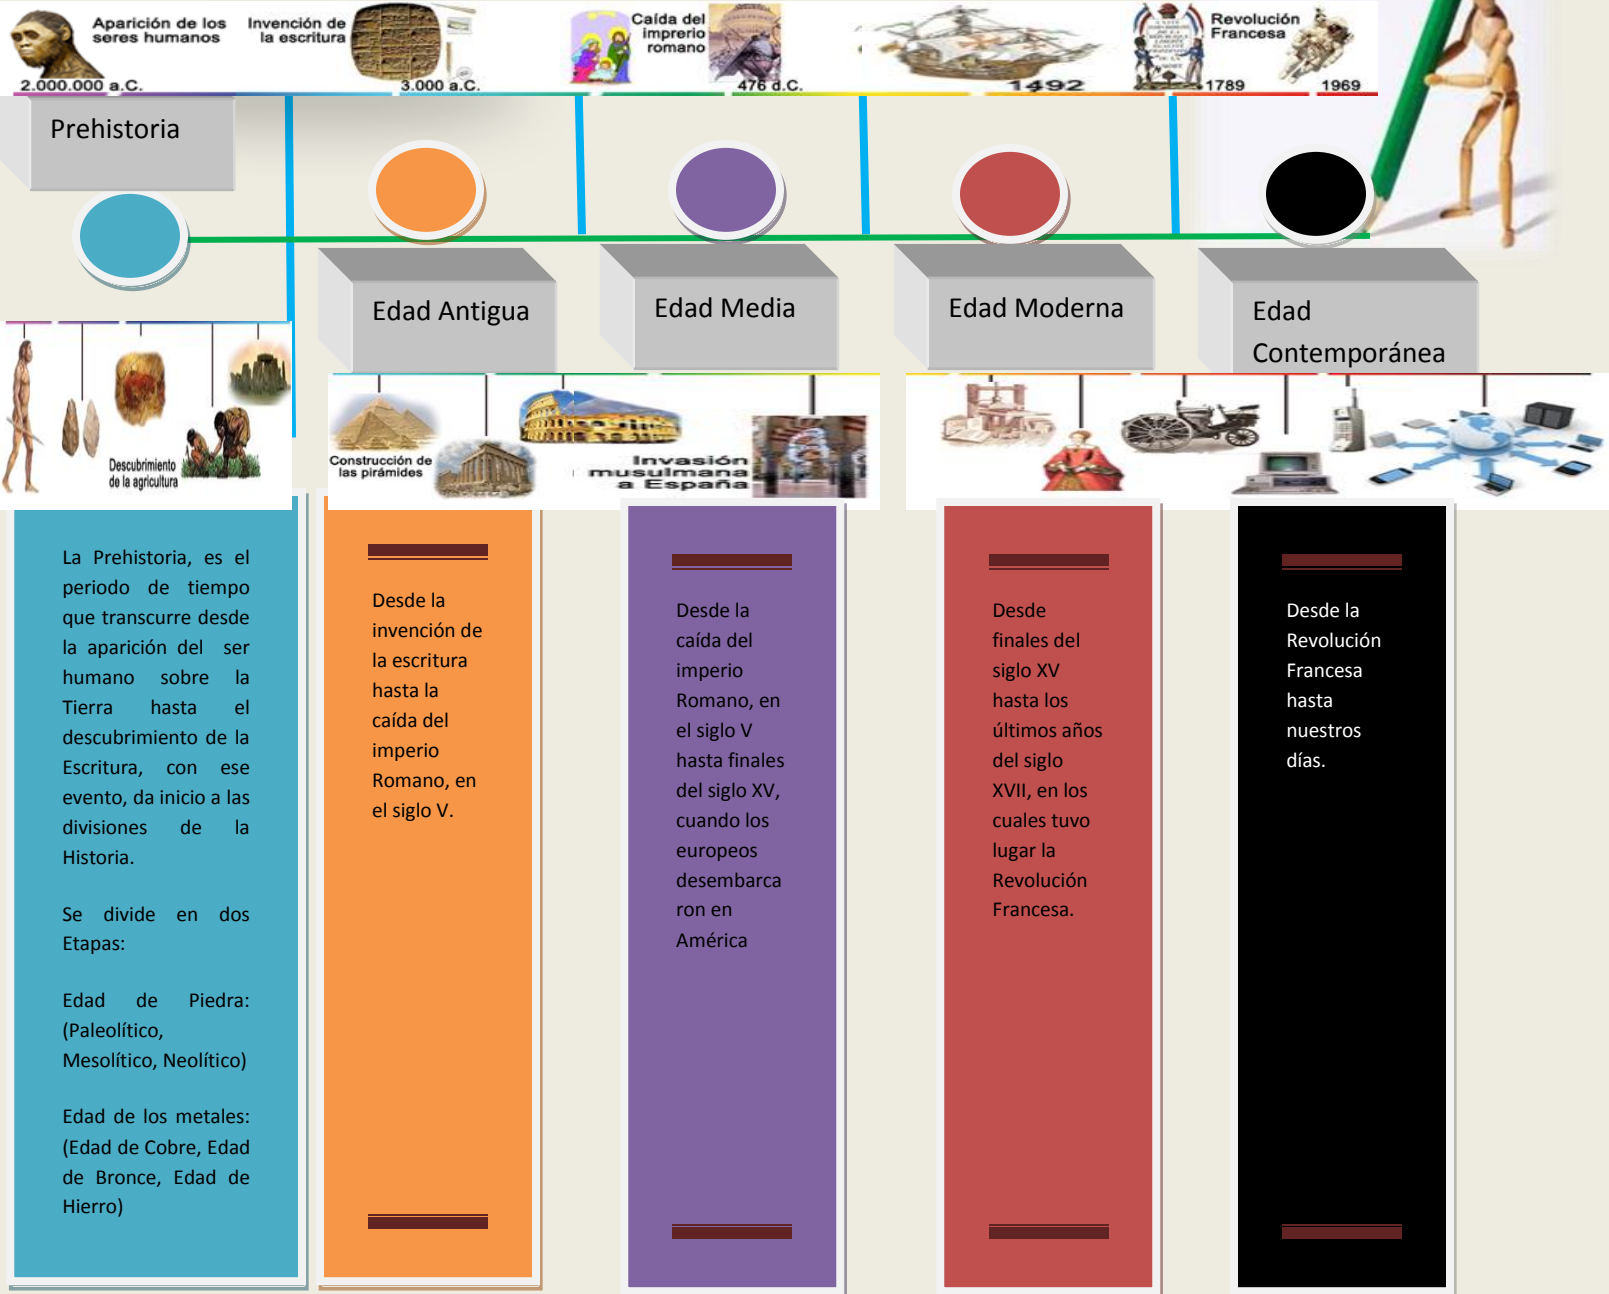 Aparición de los
seres humanos
2.000.000 a.C.
Invención de
la escritura
3.000 a.C.
Caída del
imprerio
romano
476 d.C.
1492
Revolución
Francesa
1789
1969
Prehistoria
Edad Antigua
Edad Media
Edad Moderna
Edad
Contemporánea
Descubrimiento
de la agricultura
Construcción de
las pirámides
Invasión
musulmana
a España
La Prehistoria, es el
periodo de tiempo
que transcurre desde
la aparición del ser
humano sobre la
Tierra hasta el
descubrimiento de la
Escritura, con ese
evento, da inicio a las
divisiones de la
Historia.
Se divide en dos
Etapas:
Edad de Piedra:
(Paleolítico,
Mesolítico, Neolítico)
Edad de los metales:
(Edad de Cobre, Edad
de Bronce, Edad de
Hierro)
Desde la
invención de
la escritura
hasta la
caída del
imperio
Romano, en
el siglo V.
Desde la
caída del
imperio
Romano, en
el siglo V
hasta finales
del siglo XV,
cuando los
europeos
desembarca
ron en
América
Desde
finales del
siglo XV
hasta los
últimos años
del siglo
XVII, en los
cuales tuvo
lugar la
Revolución
Francesa.
Desde la
Revolución
Francesa
hasta
nuestros
días.